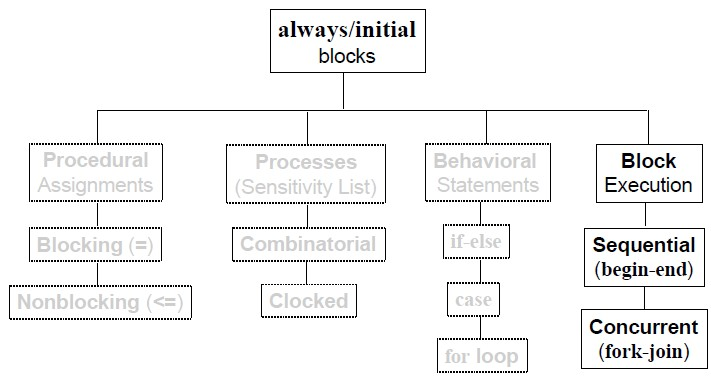 always/initial
blocks
Procedural
Assignments
Blocking (=)
Nonblocking (<=)
Processes
(Sensitivity List)
Combinatorial
Clocked
Behavioral
Statements
if-else
case
for loop
Block
Execution
Sequential
(begin-end)
Concurrent
(fork-join)